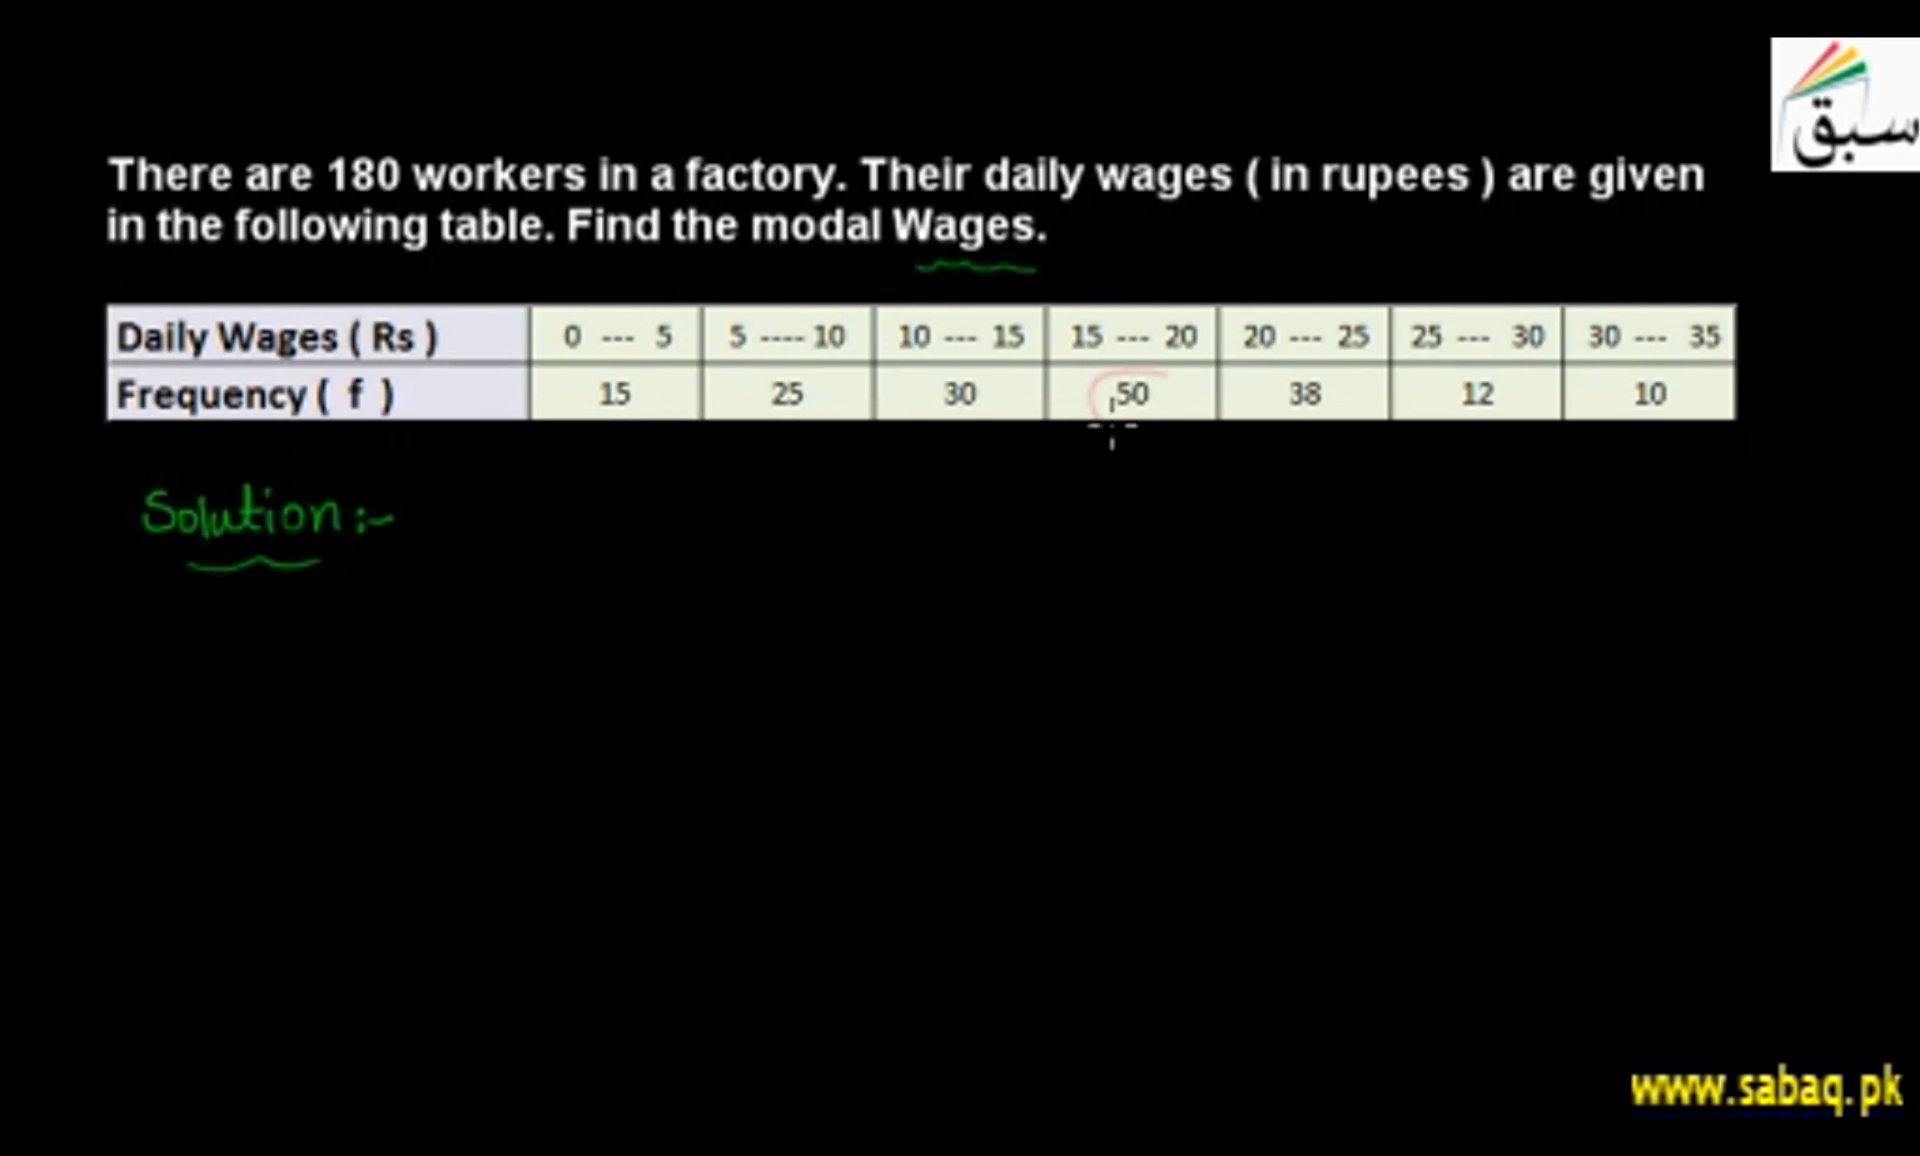 سبق
There are 180 workers in a factory. Their daily wages ( in rupees ) are given
in the following table. Find the modal Wages.
Daily Wages ( Rs ) 0 --- 5 5 ---- 10 10 --- 15 15 --- 20 20 --- 25 25 --- 30 30 --- 35
Frequency ( f ) 15 25 30 50 38 12 10
Solution :-
www.sabaq.pk